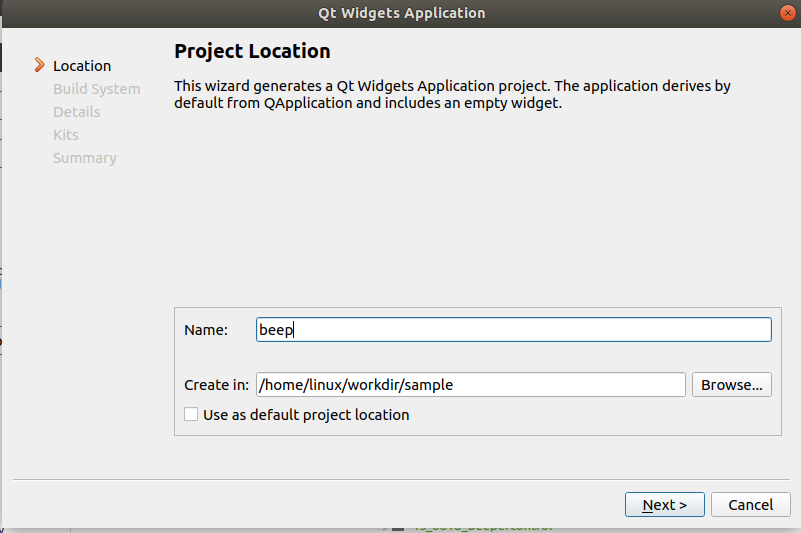 Qt Widgets Application
Location
Build System
Details
Kits
Summary
Project Location
This wizard generates a Qt Widgets Application project. The application derives by
default from QApplication and includes an empty widget.
Name: beep
Create in: /home/linux/workdir/sample Browse...
Use as default project location
Next > Cancel